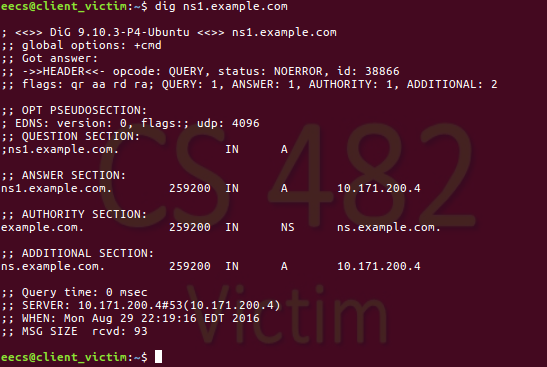 eecs@client_victim:~$ dig ns1.example.com

; <<>> DiG 9.10.3-P4-Ubuntu <<>> ns1.example.com
;; global options: +cmd
;; Got answer:
;; ->>HEADER<<- opcode: QUERY, status: NOERROR, id: 38866
;; flags: qr aa rd ra; QUERY: 1, ANSWER: 1, AUTHORITY: 1, ADDITIONAL: 2

;; OPT PSEUDOSECTION:
; EDNS: version: 0, flags:; udp: 4096
;; QUESTION SECTION:
;ns1.example.com.		IN	A

;; ANSWER SECTION:
ns1.example.com.	259200	IN	A	10.171.200.4

;; AUTHORITY SECTION:
example.com.		259200	IN	NS	ns.example.com.

;; ADDITIONAL SECTION:
ns.example.com.		259200	IN	A	10.171.200.4

;; Query time: 0 msec
;; SERVER: 10.171.200.4#53(10.171.200.4)
;; WHEN: Mon Aug 29 22:19:16 EDT 2016
;; MSG SIZE  rcvd: 93

eecs@client_victim:~$
CS 482
Victim